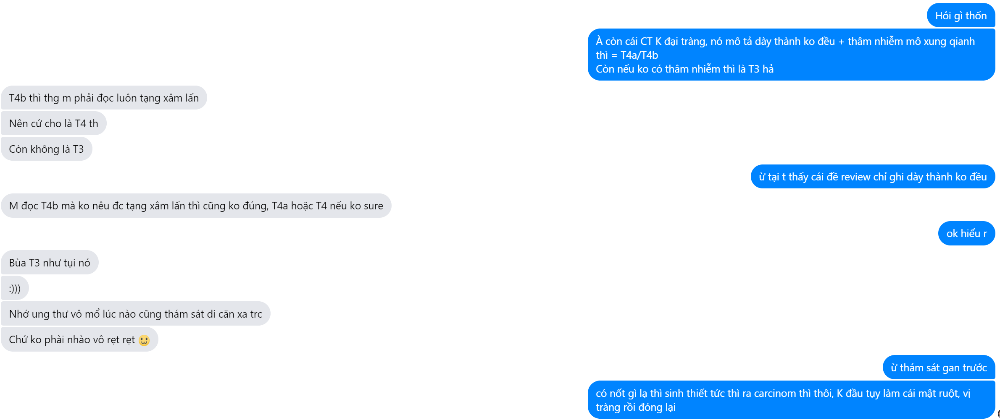 Hỏi gì thốn
À còn cái CT K đại tràng, nó mô tả dày thành ko đều + thâm nhiễm mô xung qianh
thì = T4a/T4b
Còn nếu ko có thâm nhiễm thì là T3 hả
T4b thì thg m phải đọc luôn tạng xâm lấn
Nên cứ cho là T4 th
Còn không là T3
ừ tại t thấy cái đề review chỉ ghi dày thành ko đều
M đọc T4b mà ko nêu đc tạng xâm lấn thì cũng ko đúng, T4a hoặc T4 nếu ko sure
ok hiểu r
Bùa T3 như tụi nó
:)))
Nhớ ung thư vô mổ lúc nào cũng thám sát di căn xa trc
Chứ ko phài nhào vô rẹt rẹt
ừ thám sát gan trước
có nốt gì lạ thì sinh thiết tức thì ra carcinom thì thôi, K đầu tụy làm cái mật ruột, vị
tràng rồi đóng lại